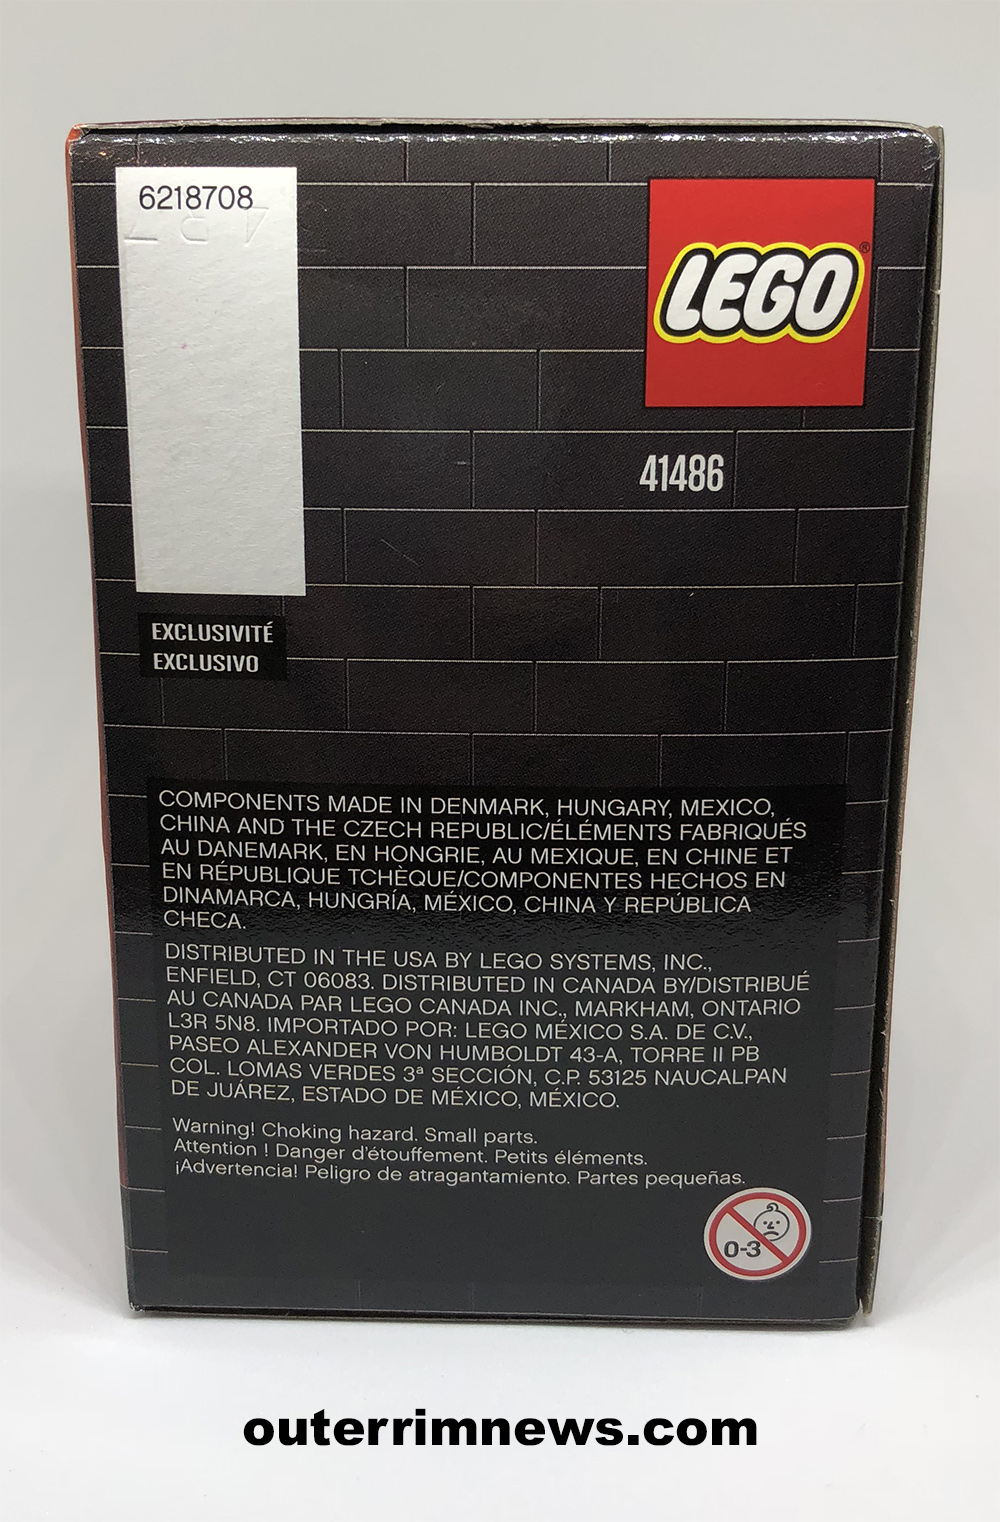 6218708
LEGO®
41486
EXCLUSIVITÉ
EXCLUSIVO
COMPONENTS MADE IN DENMARK, HUNGARY, MEXICO,
CHINA AND THE CZECH REPUBLIC/ÉLÉMENTS FABRIQUÉS
AU DANEMARK, EN HONGRIE, AU MEXIQUE, EN CHINE ET
EN RÉPUBLIQUE TCHÈQUE/COMPONENTES HECHOS EN
DINAMARCA, HUNGRÍA, MÉXICO, CHINA Y REPÚBLICA
CHECA.
DISTRIBUTED IN THE USA BY LEGO SYSTEMS, INC.,
ENFIELD, CT 06083. DISTRIBUTED IN CANADA BY/DISTRIBUÉ
AU CANADA PAR LEGO CANADA INC., MARKHAM, ONTARIO
L3R 5N8. IMPORTADO POR: LEGO MÉXICO S.A. DE C.V.,
PASEO ALEXANDER VON HUMBOLDT 43-A, TORRE II PB
COL. LOMAS VERDES 3ª SECCIÓN, C.P. 53125 NAUCALPAN
DE JUÁREZ, ESTADO DE MÉXICO, MÉXICO.
Warning! Choking hazard. Small parts.
Attention ! Danger d'étouffement. Petits éléments.
¡Advertencia! Peligro de atragantamiento. Partes pequeñas.
0-3
outerrimnews.com